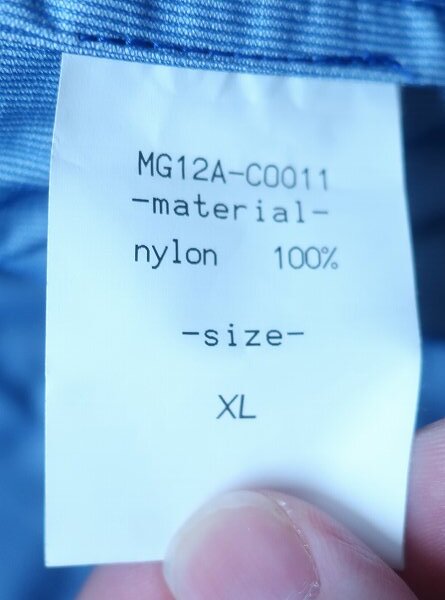 MG12A-C0011
-material-
nylon 100%
-size-
XL